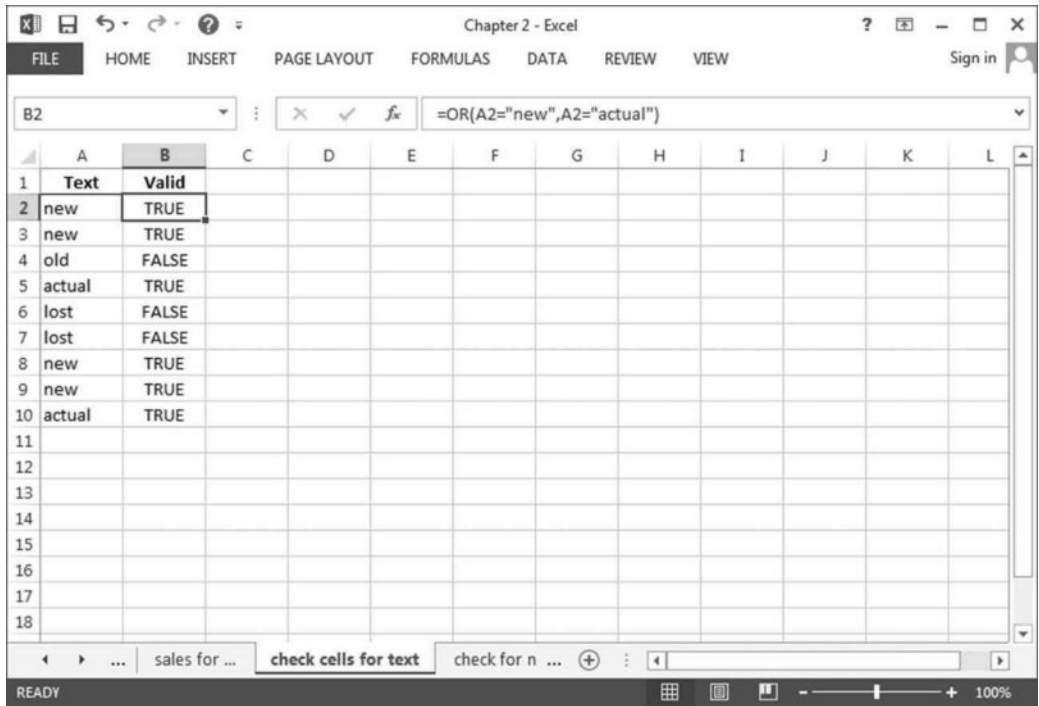 Chapter 2 - Excel
?
FILE HOME INSERT PAGE LAYOUT FORMULAS DATA REVIEW VIEW Sign in
B2 fx =OR(A2="new",A2="actual")
A B C D E F G H I J K L
1 Text Valid
2 new TRUE
3 new TRUE
4 old FALSE
5 actual TRUE
6 lost FALSE
7 lost FALSE
8 new TRUE
9 new TRUE
10 actual TRUE
11
12
13
14
15
16
17
18
... sales for ... check cells for text check for n ...
READY 100%